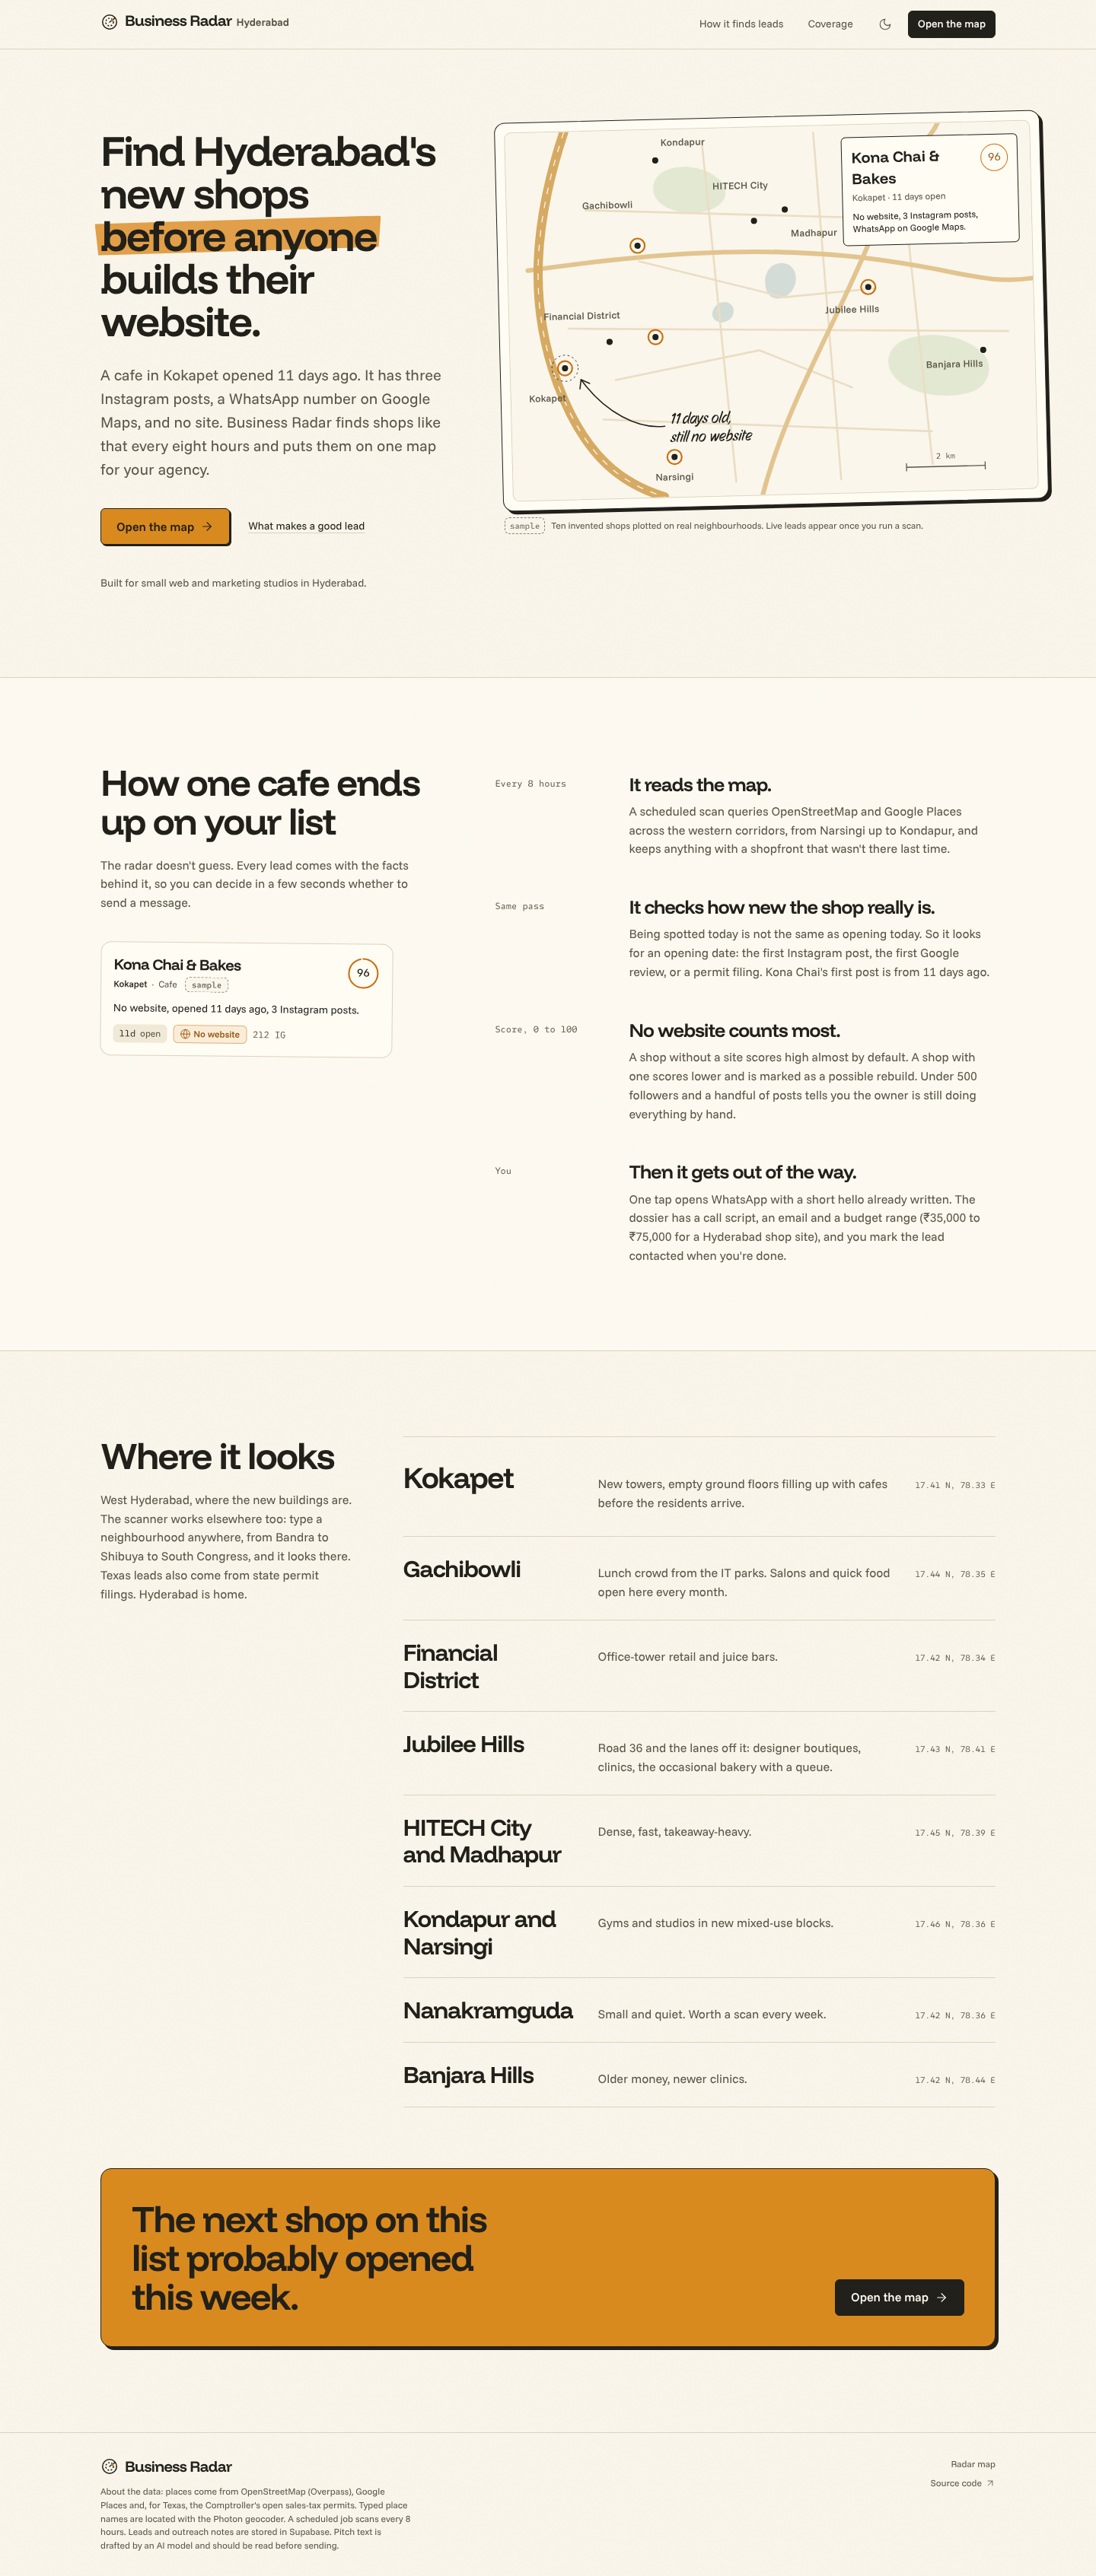 Business Radar Hyderabad
How it finds leads
Coverage
Open the map
Find Hyderabad's
new shops
before anyone
builds their
website.
A cafe in Kokapet opened 11 days ago. It has three
Instagram posts, a WhatsApp number on Google
Maps, and no site. Business Radar finds shops like
that every eight hours and puts them on one map
for your agency.
Open the map
What makes a good lead
Built for small web and marketing studios in Hyderabad.
Kondapur
HITECH City
Gachibowli
Madhapur
Kona Chai &
Bakes
96
Kokapet · 11 days open
No website, 3 Instagram posts,
WhatsApp on Google Maps.
Financial District
Jubilee Hills
Banjara Hills
Kokapet
11 days old,
still no website
Narsingi
2 km
sample Ten invented shops plotted on real neighbourhoods. Live leads appear once you run a scan.
How one cafe ends
up on your list
The radar doesn't guess. Every lead comes with the facts
behind it, so you can decide in a few seconds whether to
send a message.
Kona Chai & Bakes
96
Kokapet · Cafe sample
No website, opened 11 days ago, 3 Instagram posts.
11d open No website 212 IG
Every 8 hours
It reads the map.
A scheduled scan queries OpenStreetMap and Google Places
across the western corridors, from Narsingi up to Kondapur, and
keeps anything with a shopfront that wasn't there last time.
Same pass
It checks how new the shop really is.
Being spotted today is not the same as opening today. So it looks
for an opening date: the first Instagram post, the first Google
review, or a permit filing. Kona Chai's first post is from 11 days ago.
Score, 0 to 100
No website counts most.
A shop without a site scores high almost by default. A shop with
one scores lower and is marked as a possible rebuild. Under 500
followers and a handful of posts tells you the owner is still doing
everything by hand.
You
Then it gets out of the way.
One tap opens WhatsApp with a short hello already written. The
dossier has a call script, an email and a budget range (₹35,000 to
₹75,000 for a Hyderabad shop site), and you mark the lead
contacted when you're done.
Where it looks
West Hyderabad, where the new buildings are.
The scanner works elsewhere too: type a
neighbourhood anywhere, from Bandra to
Shibuya to South Congress, and it looks there.
Texas leads also come from state permit
filings. Hyderabad is home.
Kokapet
New towers, empty ground floors filling up with cafes
before the residents arrive.
17.41 N, 78.33 E
Gachibowli
Lunch crowd from the IT parks. Salons and quick food
open here every month.
17.44 N, 78.35 E
Financial
District
Office-tower retail and juice bars.
17.42 N, 78.34 E
Jubilee Hills
Road 36 and the lanes off it: designer boutiques,
clinics, the occasional bakery with a queue.
17.43 N, 78.41 E
HITECH City
and Madhapur
Dense, fast, takeaway-heavy.
17.45 N, 78.39 E
Kondapur and
Narsingi
Gyms and studios in new mixed-use blocks.
17.46 N, 78.36 E
Nanakramguda
Small and quiet. Worth a scan every week.
17.42 N, 78.36 E
Banjara Hills
Older money, newer clinics.
17.42 N, 78.44 E
The next shop on this
list probably opened
this week.
Open the map
Business Radar
About the data: places come from OpenStreetMap (Overpass), Google
Places and, for Texas, the Comptroller's open sales-tax permits. Typed place
names are located with the Photon geocoder. A scheduled job scans every 8
hours. Leads and outreach notes are stored in Supabase. Pitch text is
drafted by an AI model and should be read before sending.
Radar map
Source code